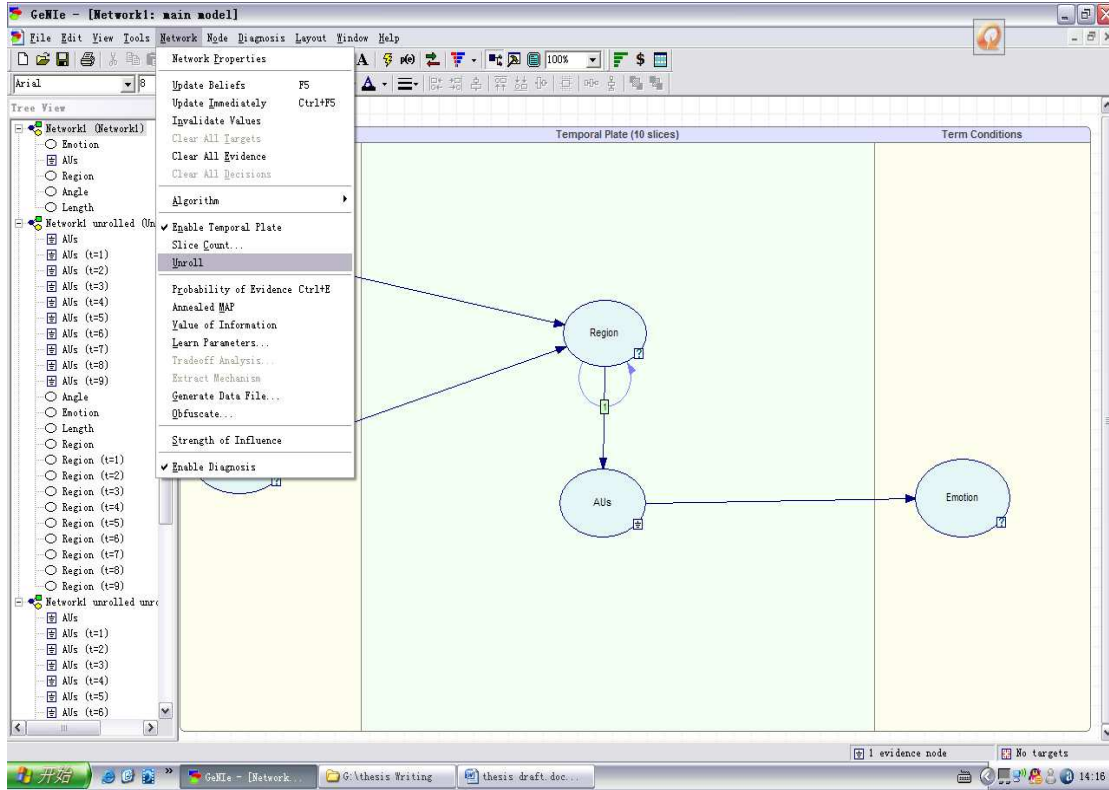 GeNIe - [Network1: main model]
File Edit View Tools Network Node Diagnosis Layout Window Help
100%
Arial 8
Tree View
Network1 (Network1)
Emotion
AUs
Region
Angle
Length
Network1 unrolled (Un
AUs
AUs (t=1)
AUs (t=2)
AUs (t=3)
AUs (t=4)
AUs (t=5)
AUs (t=6)
AUs (t=7)
AUs (t=8)
AUs (t=9)
Angle
Emotion
Length
Region
Region (t=1)
Region (t=2)
Region (t=3)
Region (t=4)
Region (t=5)
Region (t=6)
Region (t=7)
Region (t=8)
Region (t=9)
Network1 unrolled unro
AUs
AUs (t=1)
AUs (t=2)
AUs (t=3)
AUs (t=4)
AUs (t=5)
AUs (t=6)
Network Properties
Update Beliefs F5
Update Immediately Ctrl+F5
Invalidate Values
Clear All Targets
Clear All Evidence
Clear All Decisions
Algorithm
Enable Temporal Plate
Slice Count...
Unroll
Probability of Evidence Ctrl+E
Annealed MAP
Value of Information
Learn Parameters...
Tradeoff Analysis...
Extract Mechanism
Generate Data File...
Obfuscate...
Strength of Influence
Enable Diagnosis
Temporal Plate (10 slices)
Term Conditions
Region
1
AUs
Emotion
1 evidence node
No targets
开始
GeNIe - [Network...
G:\thesis Writing
thesis draft.doc...
14:16